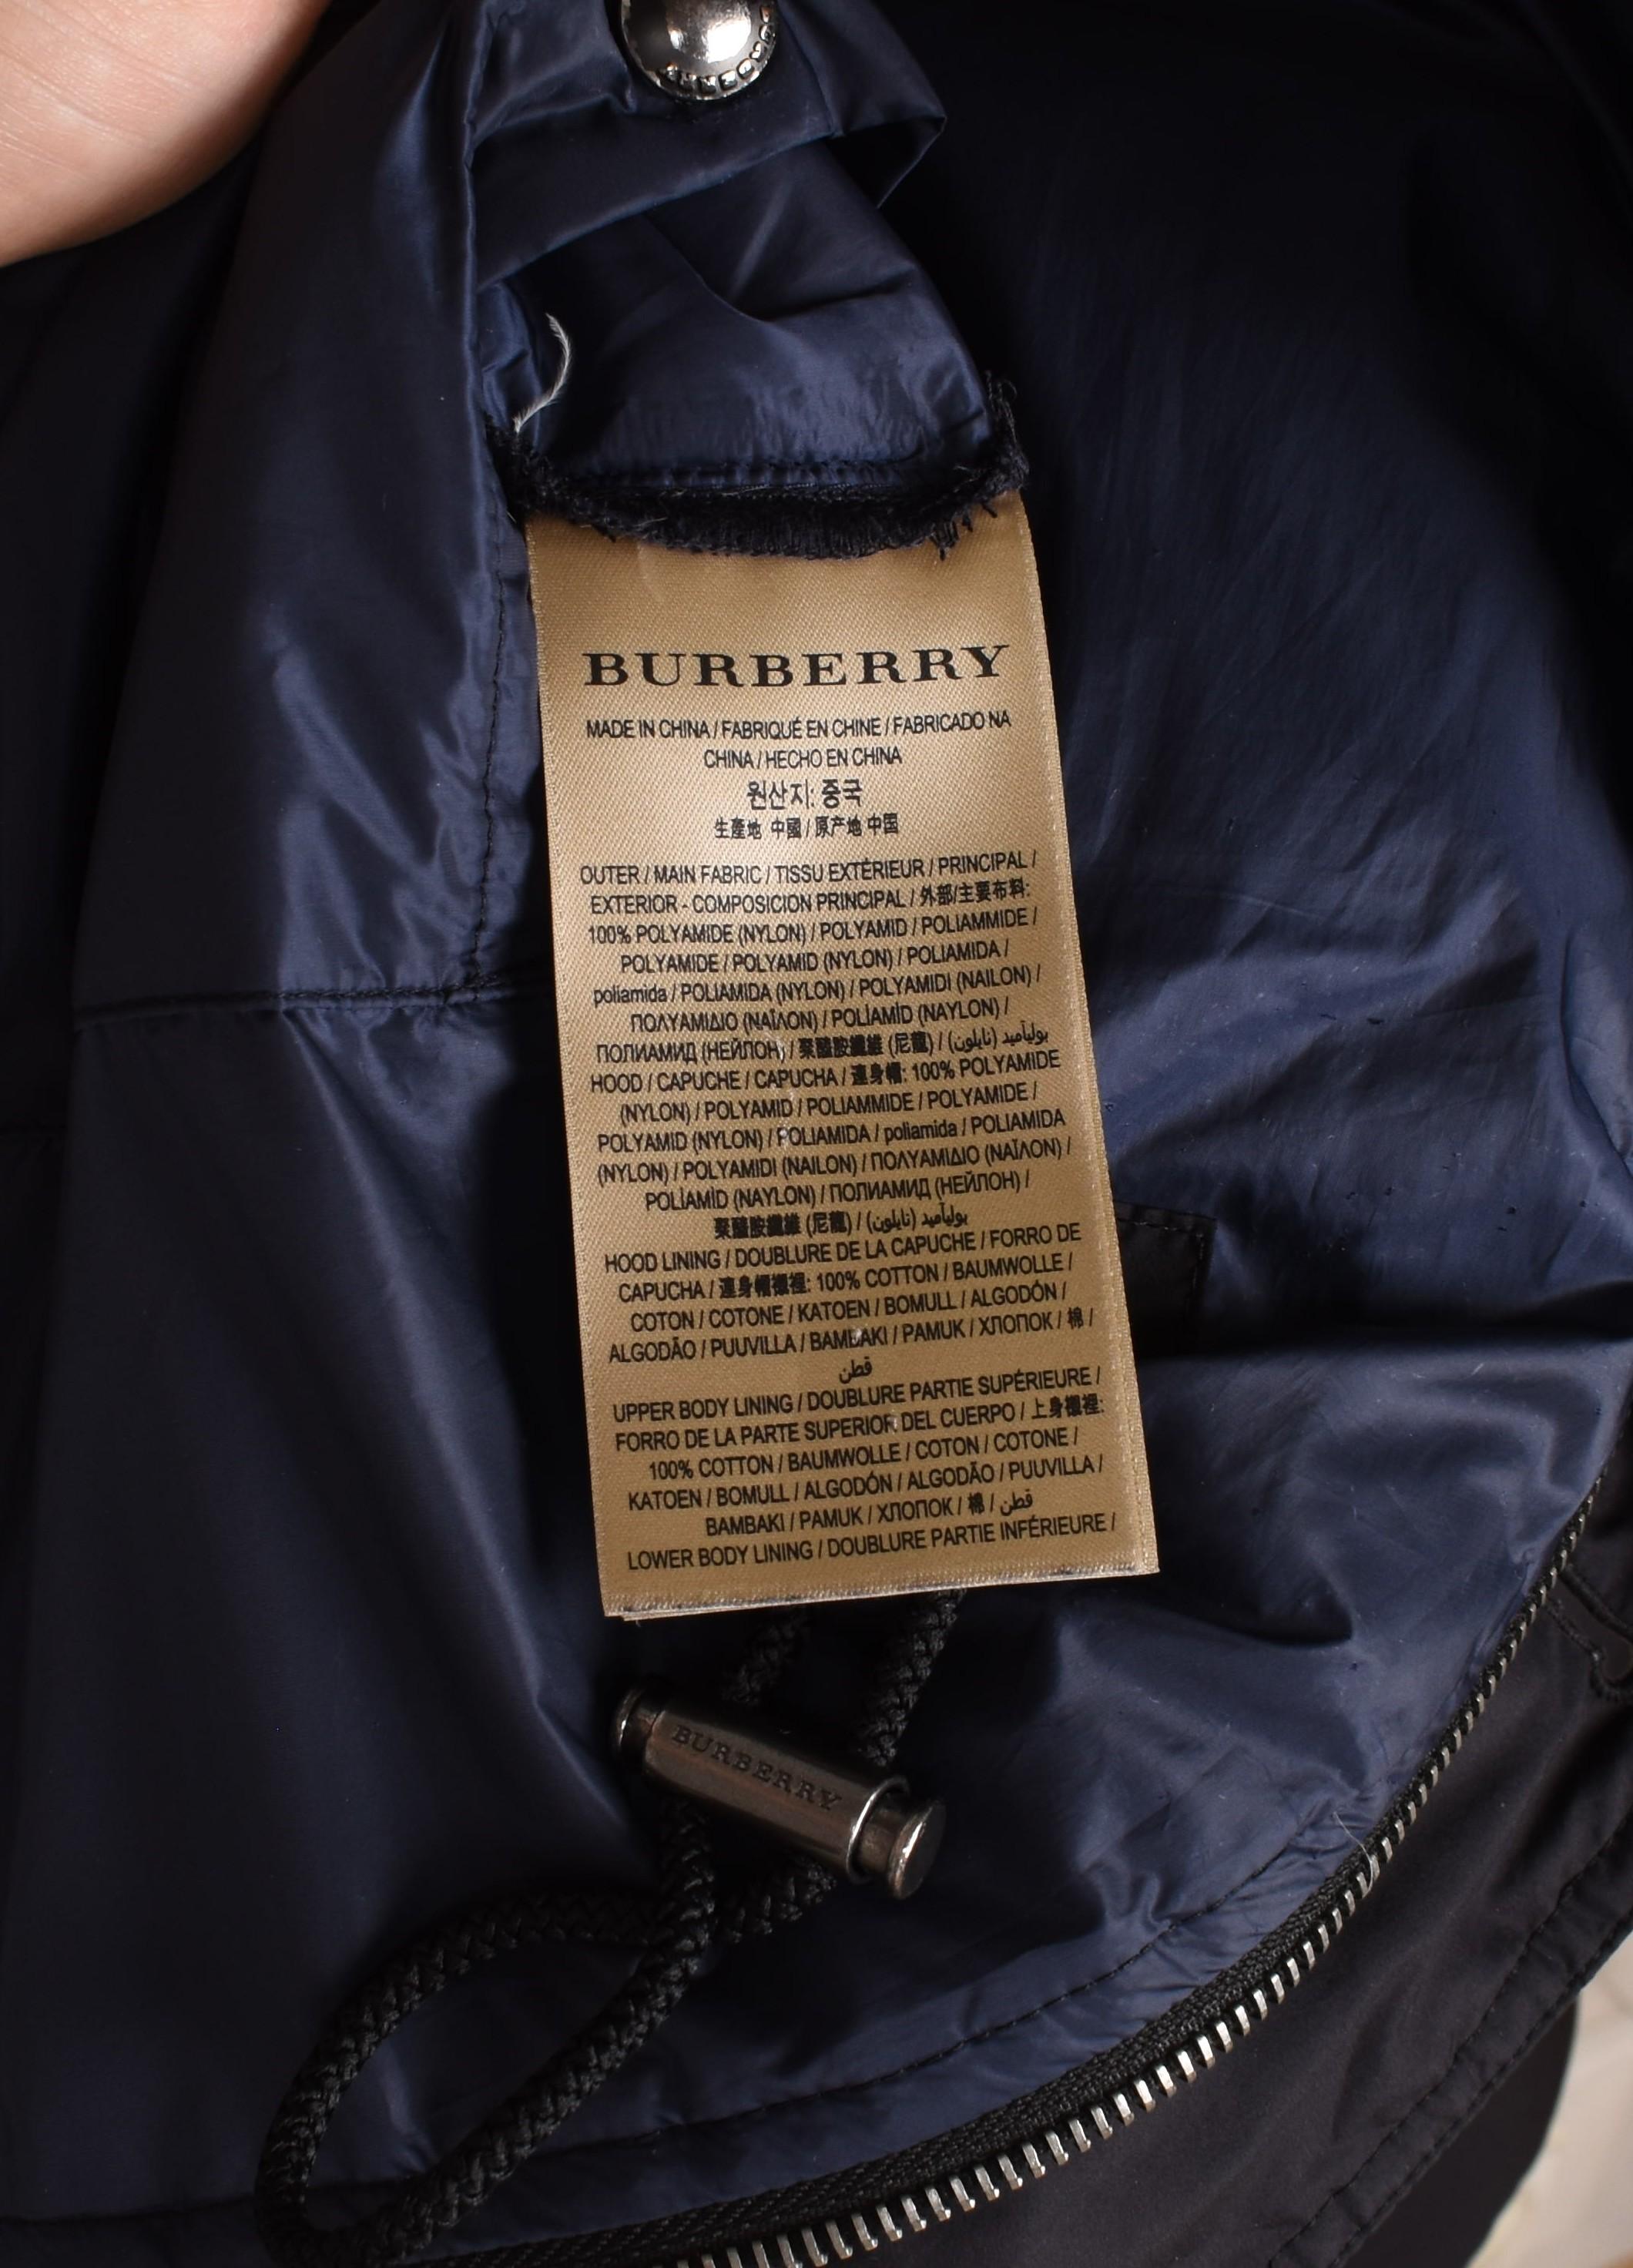 BURBERRY
MADE IN CHINA / FABRIQUÉ EN CHINE / FABRICADO NA
CHINA / HECHO EN CHINA
원산지: 중국
生產地 中國 / 原产地 中国
OUTER / MAIN FABRIC / TISSU EXTÉRIEUR / PRINCIPAL /
EXTERIOR - COMPOSICION PRINCIPAL / 外部/主要布料:
100% POLYAMIDE (NYLON) / POLYAMID / POLIAMMIDE /
POLYAMIDE / POLYAMID (NYLON) / POLIAMIDA /
poliamida / POLIAMIDA (NYLON) / POLYAMIDI (NAILON) /
ΠΟΛΥΑΜΙΔΙΟ (ΝΑΪΛΟΝ) / POLİAMİD (NAYLON) /
ПОЛИАМИД (НЕЙЛОН) / 聚醯胺纖維 (尼龍) / بولياميد (نايلون)
HOOD / CAPUCHE / CAPUCHA / 連身帽: 100% POLYAMIDE
(NYLON) / POLYAMID / POLIAMMIDE / POLYAMIDE /
POLYAMID (NYLON) / POLIAMIDA / poliamida / POLIAMIDA
(NYLON) / POLYAMIDI (NAILON) / ΠΟΛΥΑΜΙΔΙΟ (ΝΑΪΛΟΝ) /
POLİAMİD (NAYLON) / ПОЛИАМИД (НЕЙЛОН) /
聚醯胺纖維 (尼龍) / بولياميد (نايلون)
HOOD LINING / DOUBLURE DE LA CAPUCHE / FORRO DE
CAPUCHA / 連身帽襯裡: 100% COTTON / BAUMWOLLE /
COTON / COTONE / KATOEN / BOMULL / ALGODÓN /
ALGODÃO / PUUVILLA / BAMBAKI / PAMUK / ХЛОПОК / 棉 /
قطن
UPPER BODY LINING / DOUBLURE PARTIE SUPÉRIEURE /
FORRO DE LA PARTE SUPERIOR DEL CUERPO / 上身襯裡:
100% COTTON / BAUMWOLLE / COTON / COTONE /
KATOEN / BOMULL / ALGODÓN / ALGODÃO / PUUVILLA /
BAMBAKI / PAMUK / ХЛОПОК / 棉 / قطن
LOWER BODY LINING / DOUBLURE PARTIE INFÉRIEURE /
BURBERRY